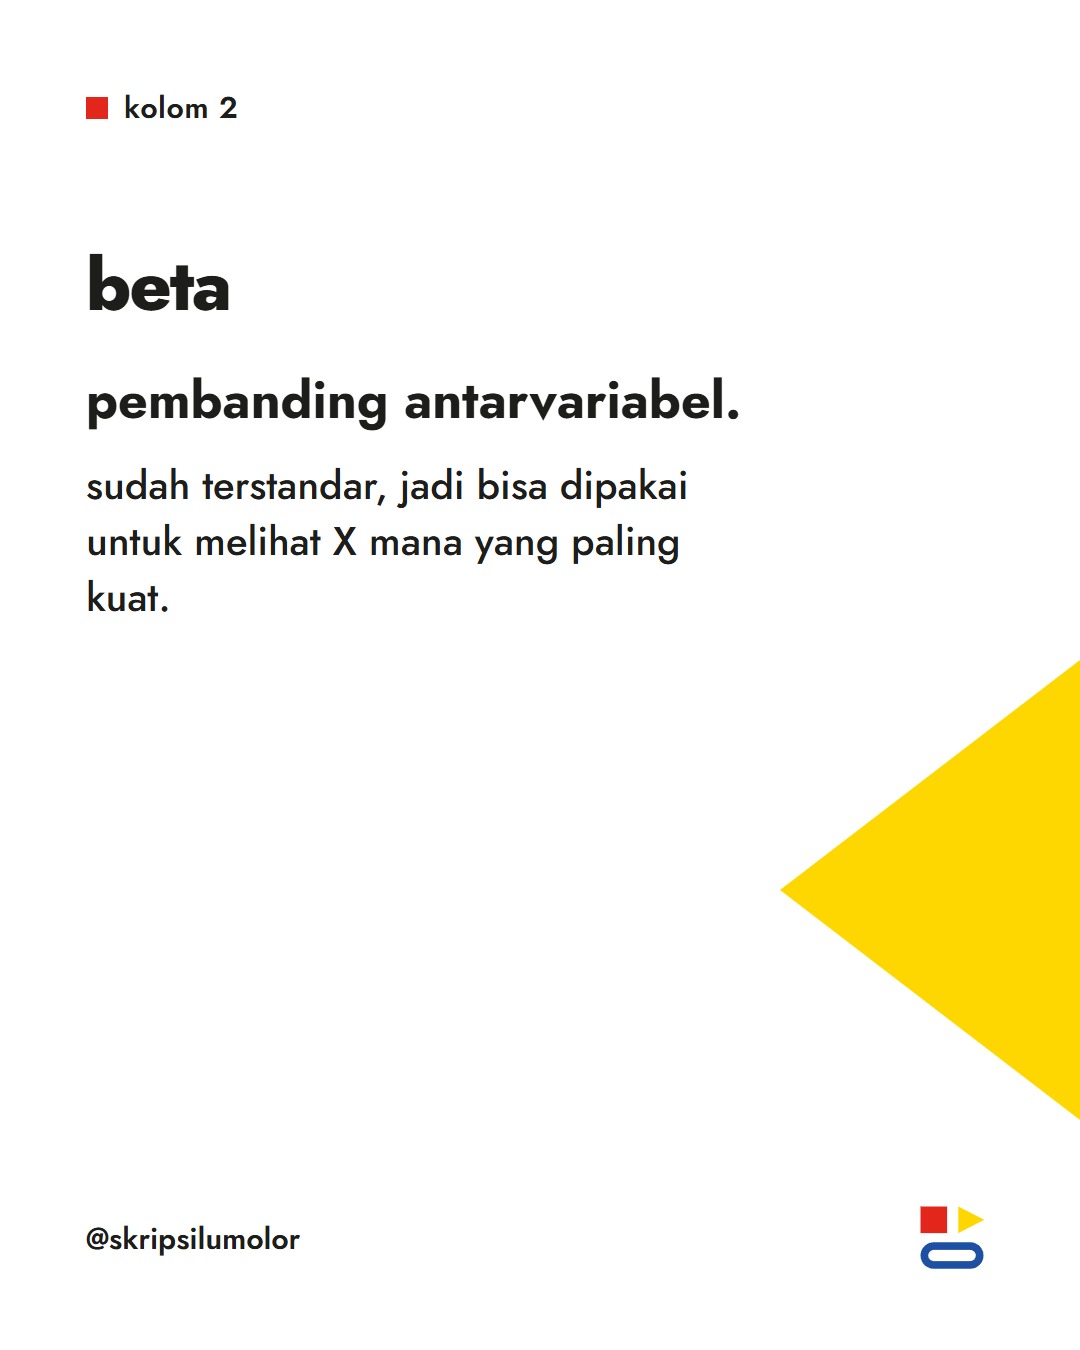 kolom 2
beta
pembanding antarvariabel.
sudah terstandar, jadi bisa dipakai
untuk melihat X mana yang paling
kuat.
@skripsilumolor